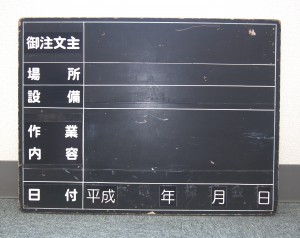 御注文主
場所
設備
作業
内容
日付 平成 年 月 日